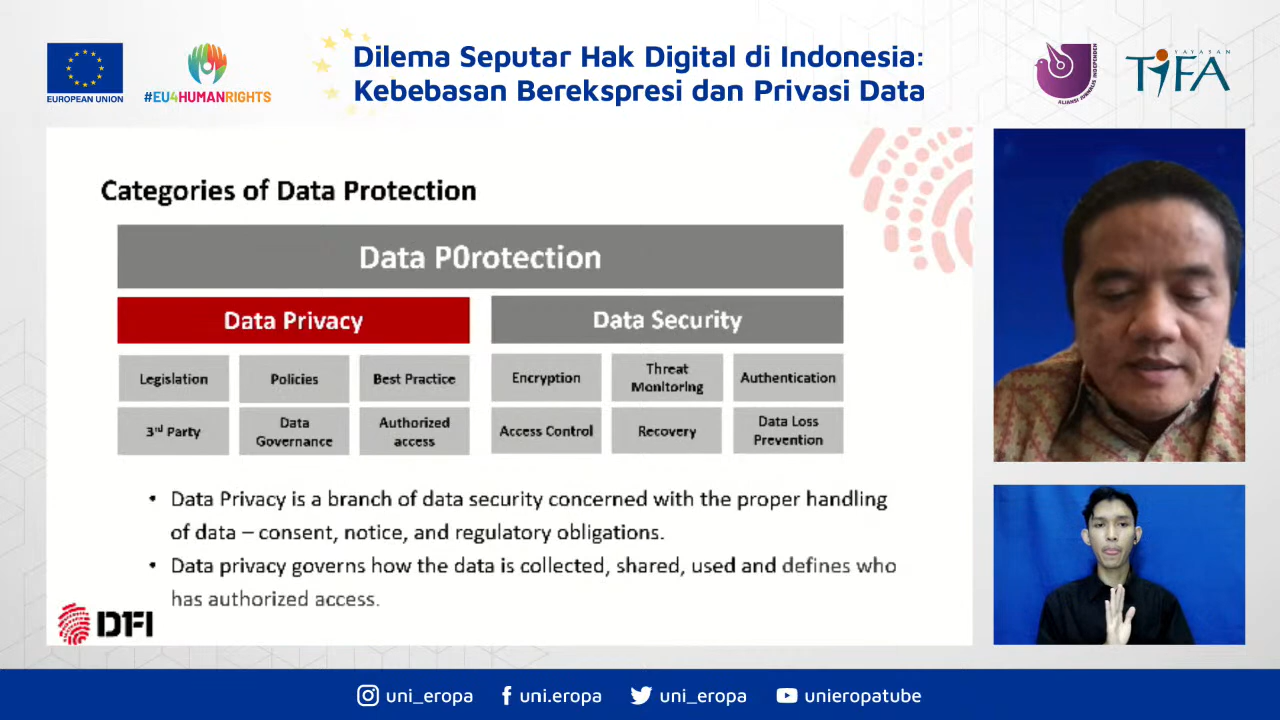 EUROPEAN UNION
#EU4HUMANRIGHTS
Dilema Seputar Hak Digital di Indonesia:
Kebebasan Berekspresi dan Privasi Data
ALIANSI JURNALIS INDEPENDEN
YAYASAN
TIFA
Categories of Data Protection
Data P0rotection
Data Privacy
Data Security
Legislation
Policies
Best Practice
Encryption
Threat
Monitoring
Authentication
3rd Party
Data
Governance
Authorized
access
Access Control
Recovery
Data Loss
Prevention
• Data Privacy is a branch of data security concerned with the proper handling
of data – consent, notice, and regulatory obligations.
• Data privacy governs how the data is collected, shared, used and defines who
has authorized access.
DFI
uni_eropa
uni.eropa
uni_eropa
unieropatube